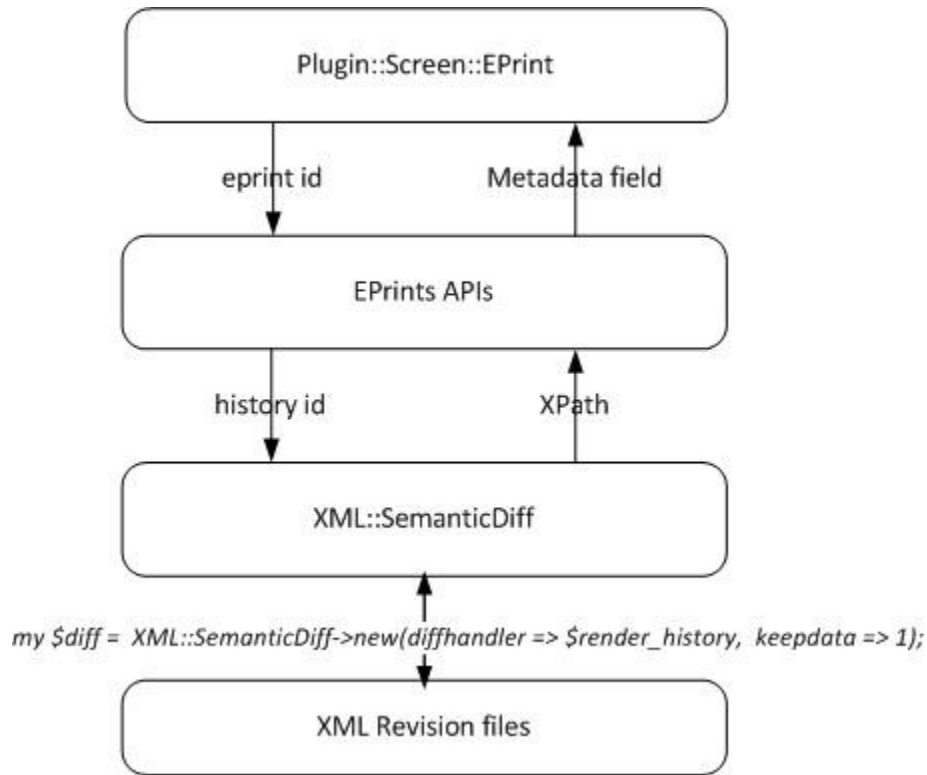 Plugin::Screen::EPrint
eprint id
Metadata field
EPrints APIs
history id
XPath
XML::SemanticDiff
my $diff = XML::SemanticDiff->new(diffhandler => $render_history, keepdata => 1);
XML Revision files